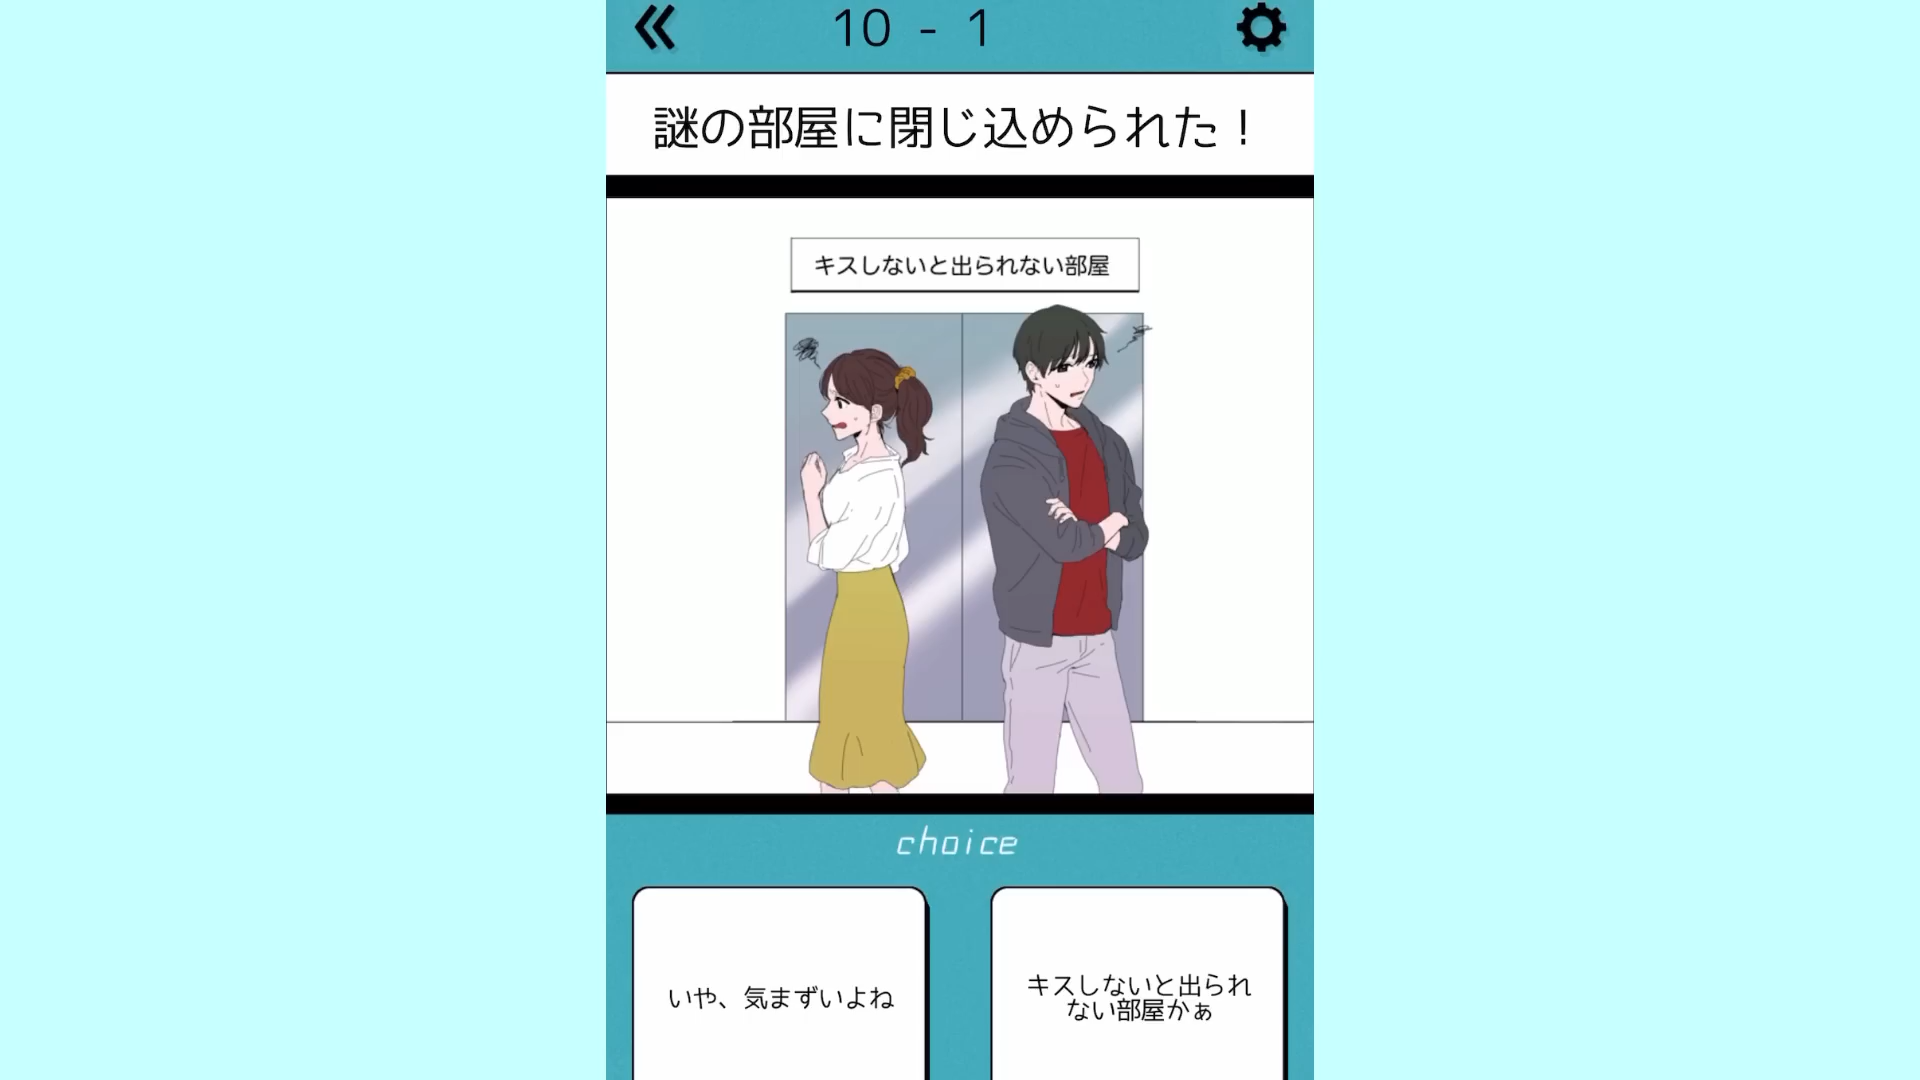 10 - 1
謎の部屋に閉じ込められた！
キスしないと出られない部屋
choice
いや、気まずいよね
キスしないと出られ
ない部屋かぁ